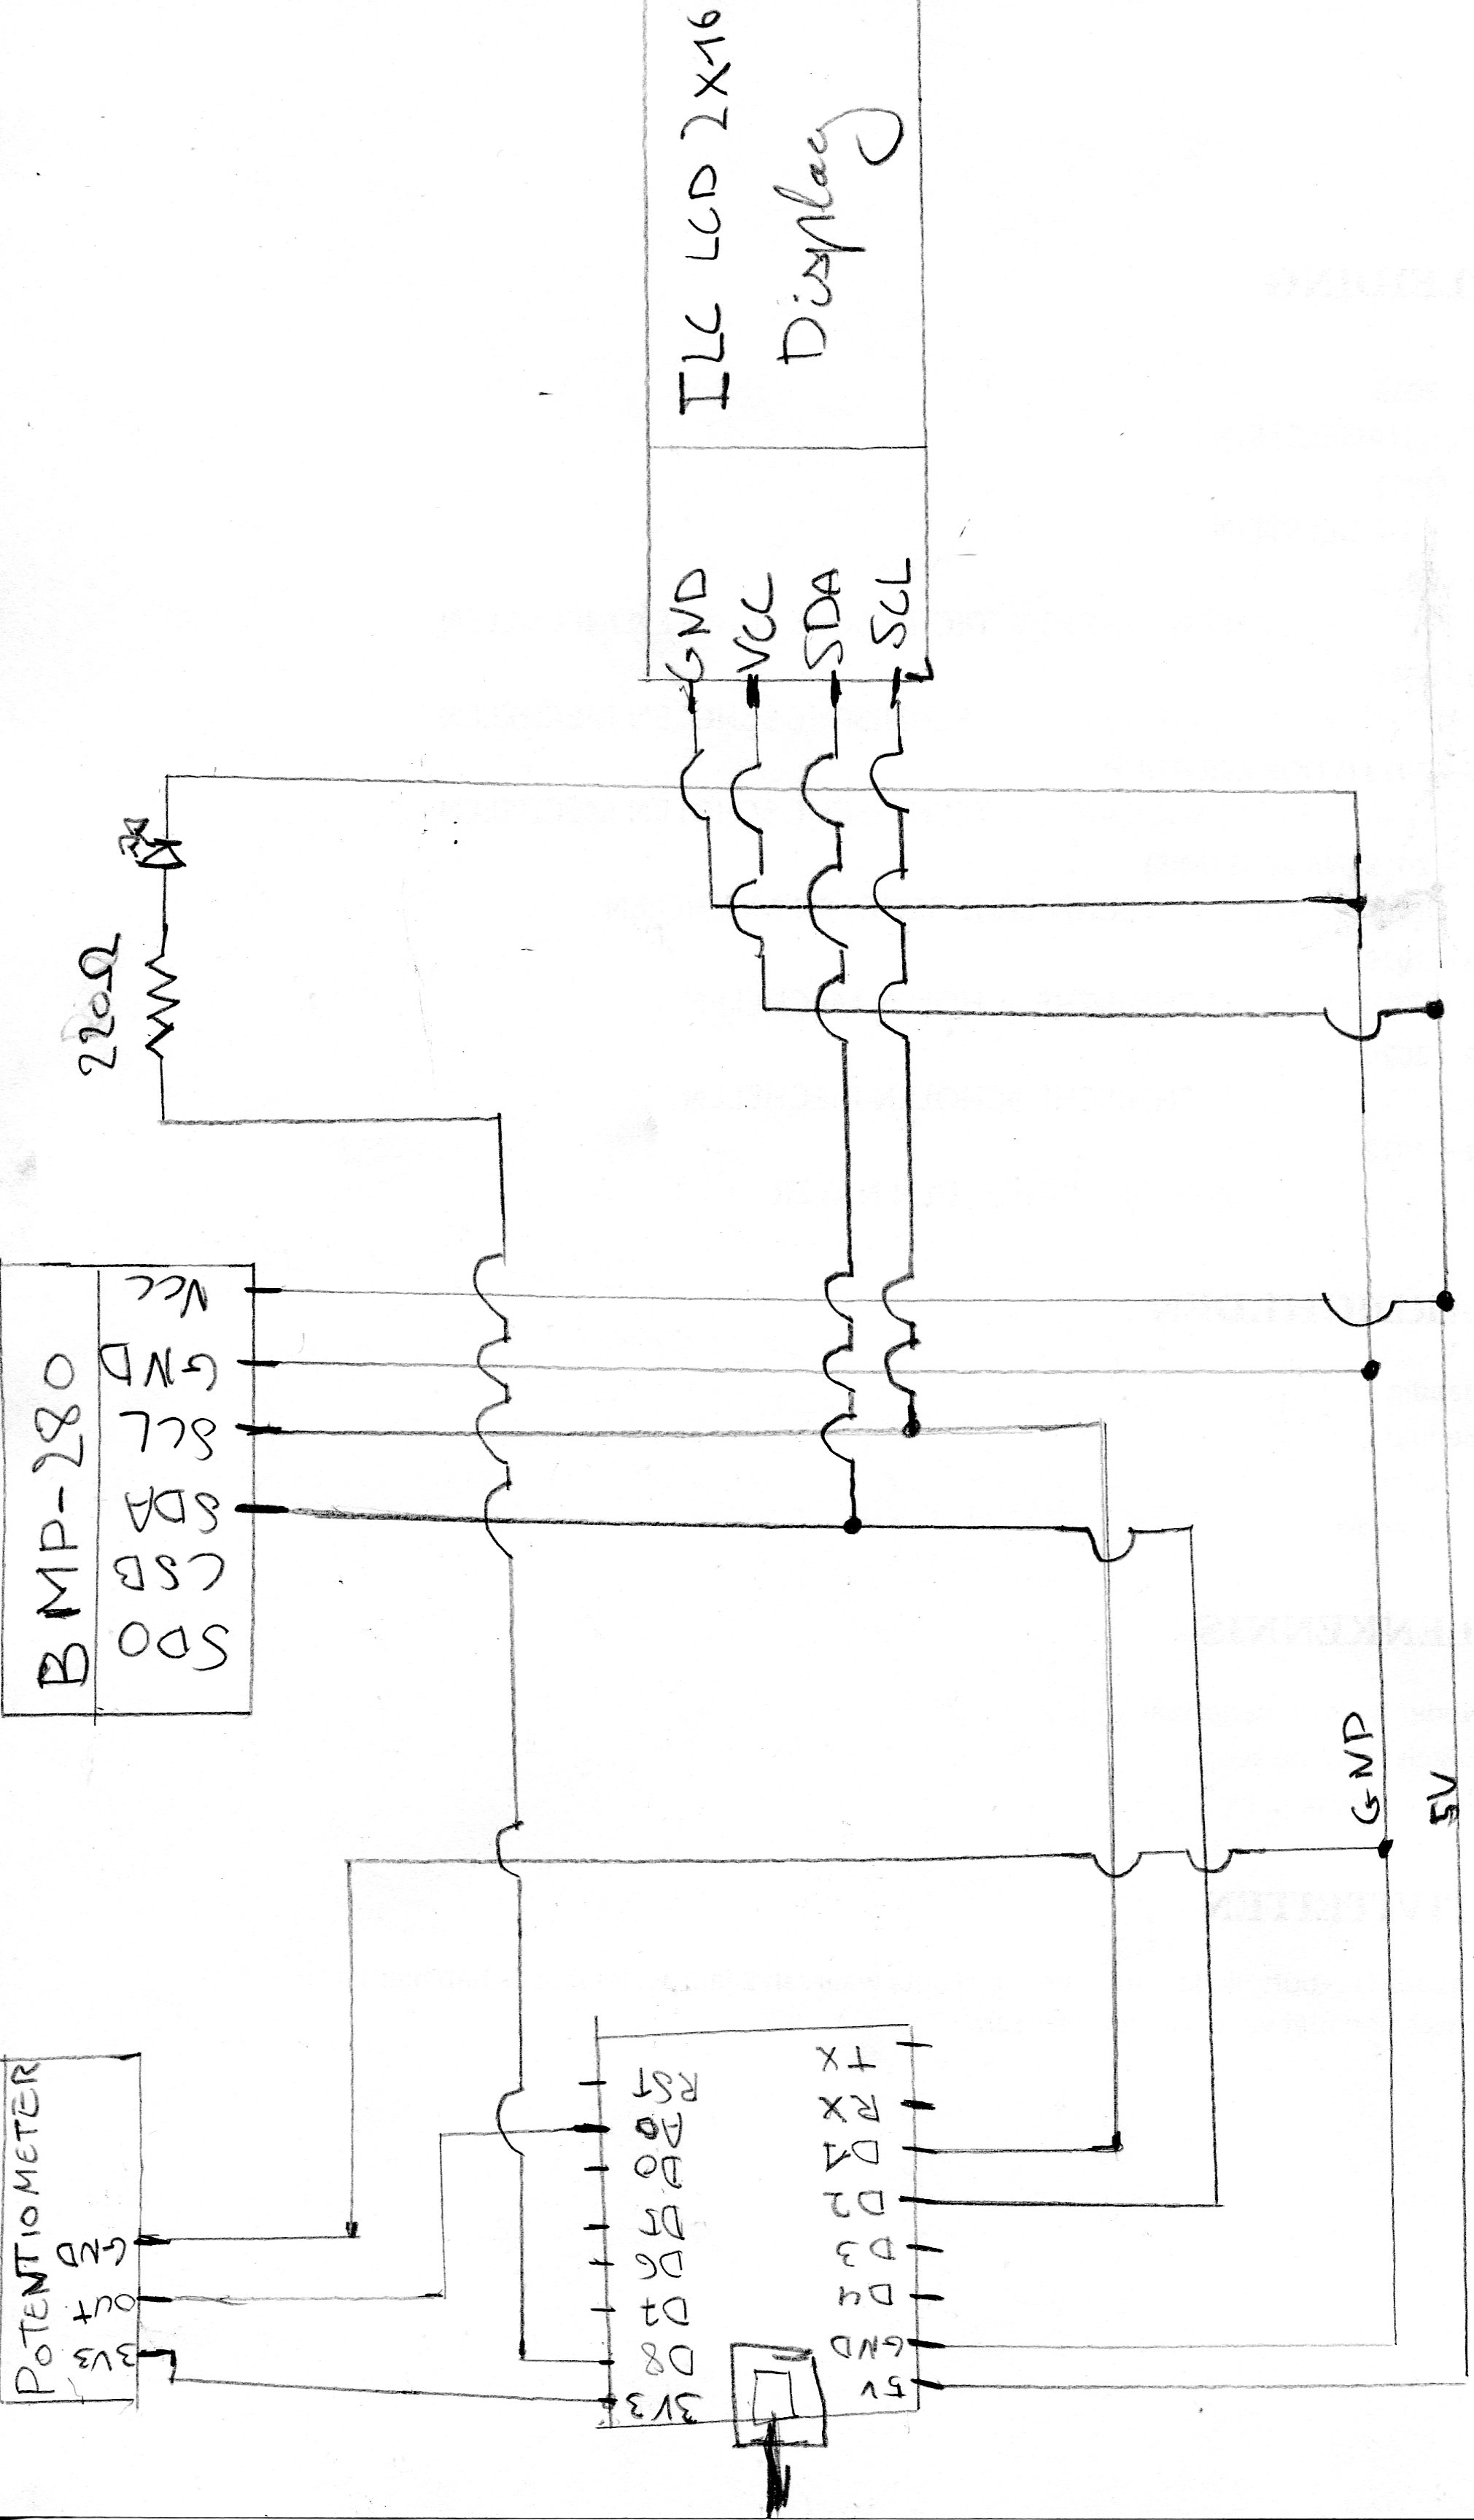 POTENTIOMETER
3V3
OUT
GND
BMP-280
SDO
CSB
SDA
SCL
GND
VCC
220Ω
3V3
D8
D7
D6
D5
D0
A0
RST
5V
GND
D4
D3
D2
D1
RX
TX
GND
VCC
SDA
SCL
ILC LCD 2X16
Display
GND
5V